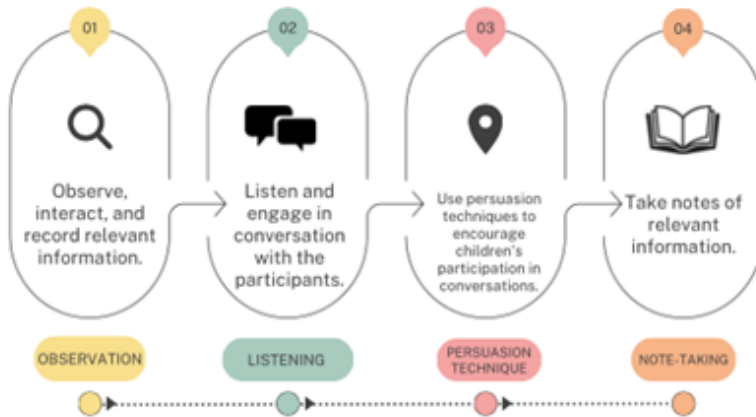 01
02
03
04
Observe,
interact, and
record relevant
information.
Listen and
engage in
conversation
with the
participants.
Use persuasion
techniques to
encourage
children's
participation in
conversations.
Take notes of
relevant
information.
OBSERVATION
LISTENING
PERSUASION
TECHNIQUE
NOTE-TAKING